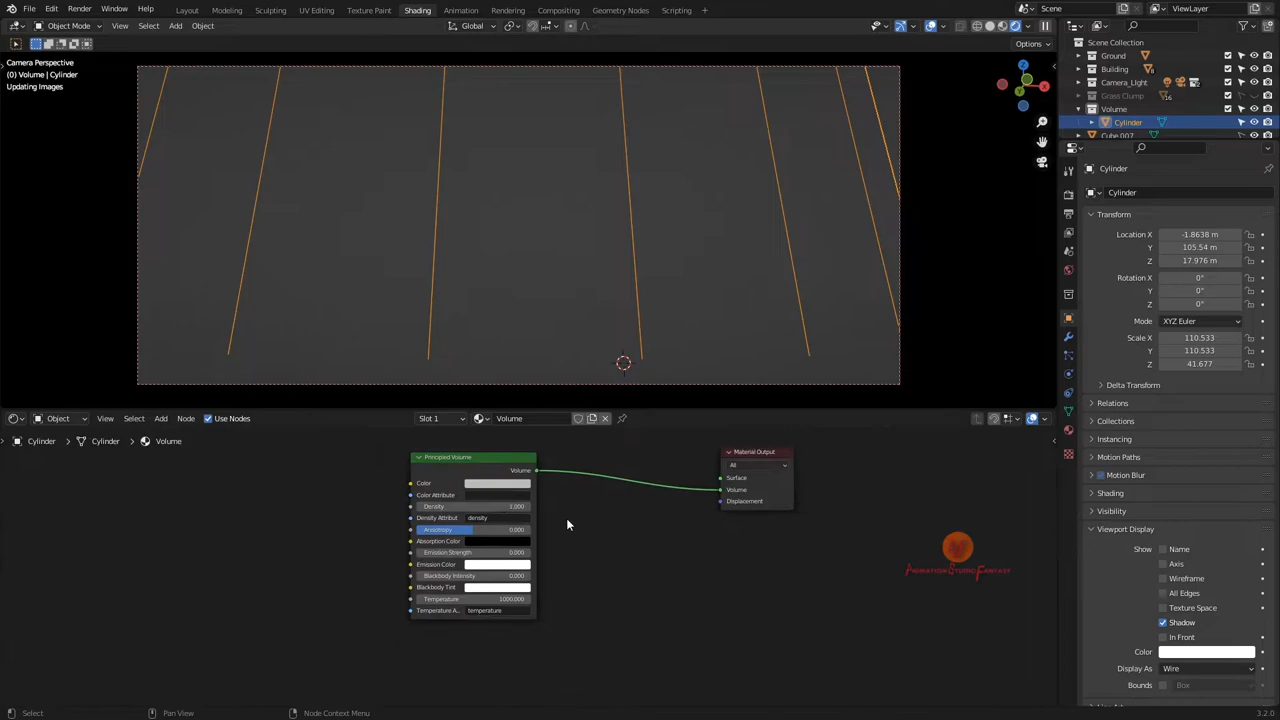 File Edit Render Window Help Layout Modeling Sculpting UV Editing Texture Paint Shading Animation Rendering Compositing Geometry Nodes Scripting Scene ViewLayer
Object Mode View Select Add Object Global
Options
Camera Perspective
(0) Volume | Cylinder
Updating Images
Z
X
Y
Scene Collection
Ground
Building 8
Camera_Light 2
Grass Clump 16
Volume
Cylinder
Cube.007
Cylinder
Cylinder
Transform
Location X -1.8638 m
Y 105.54 m
Z 17.976 m
Rotation X 0°
Y 0°
Z 0°
Mode XYZ Euler
Scale X 110.533
Y 110.533
Z 41.677
Delta Transform
Relations
Collections
Instancing
Motion Paths
Motion Blur
Shading
Visibility
Viewport Display
Show Name
Axis
Wireframe
All Edges
Texture Space
Shadow
In Front
Color
Display As Wire
Bounds Box
Object View Select Add Node Use Nodes Slot 1 Volume
Cylinder Cylinder Volume
Principled Volume
Volume
Color
Color Attribute
Density 1.000
Density Attribut density
Anisotropy 0.000
Absorption Color
Emission Strength 0.000
Emission Color
Blackbody Intensity 0.000
Blackbody Tint
Temperature 1000.000
Temperature A.. temperature
Material Output
All
Surface
Volume
Displacement
AnimationStudioFantasy
Select Pan View Node Context Menu 3.2.0